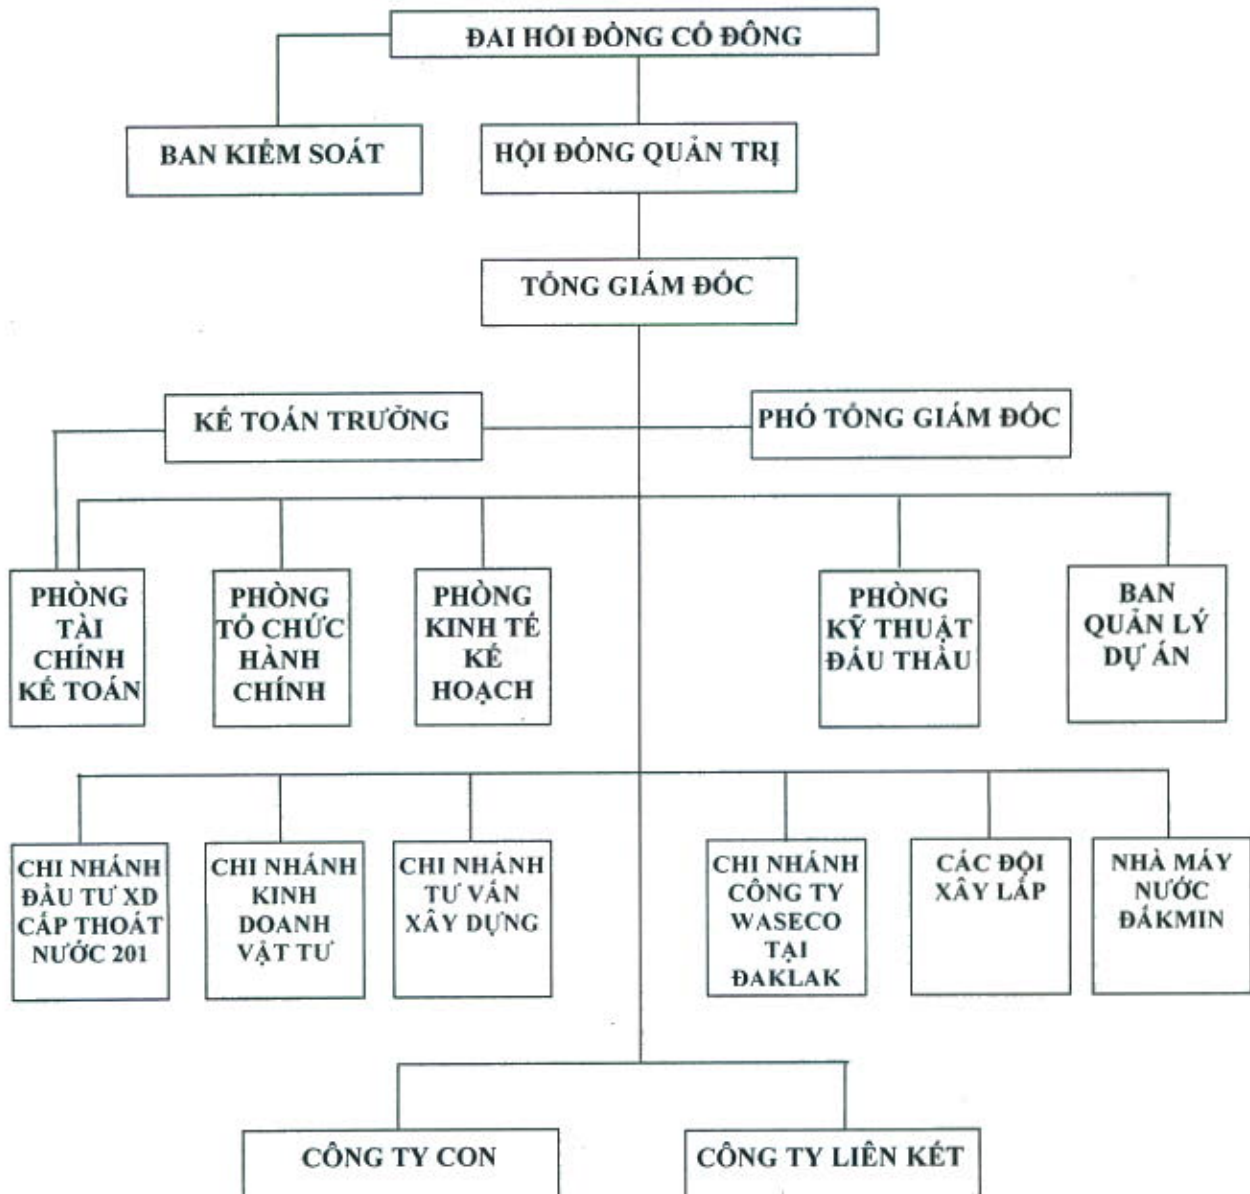 ĐẠI HỘI ĐỒNG CỔ ĐÔNG
BAN KIỂM SOÁT
HỘI ĐỒNG QUẢN TRỊ
TỔNG GIÁM ĐỐC
KẾ TOÁN TRƯỞNG
PHÓ TỔNG GIÁM ĐỐC
PHÒNG
TÀI
CHÍNH
KẾ TOÁN
PHÒNG
TỔ CHỨC
HÀNH
CHÍNH
PHÒNG
KINH TẾ
KẾ
HOẠCH
PHÒNG
KỸ THUẬT
ĐẤU THẦU
BAN
QUẢN LÝ
DỰ ÁN
CHI NHÁNH
ĐẦU TƯ XD
CẤP THOÁT
NƯỚC 201
CHI NHÁNH
KINH
DOANH
VẬT TƯ
CHI NHÁNH
TƯ VẤN
XÂY DỰNG
CHI NHÁNH
CÔNG TY
WASECO
TẠI
ĐAKLAK
CÁC ĐỘI
XÂY LẮP
NHÀ MÁY
NƯỚC
ĐẮKMIN
CÔNG TY CON
CÔNG TY LIÊN KẾT